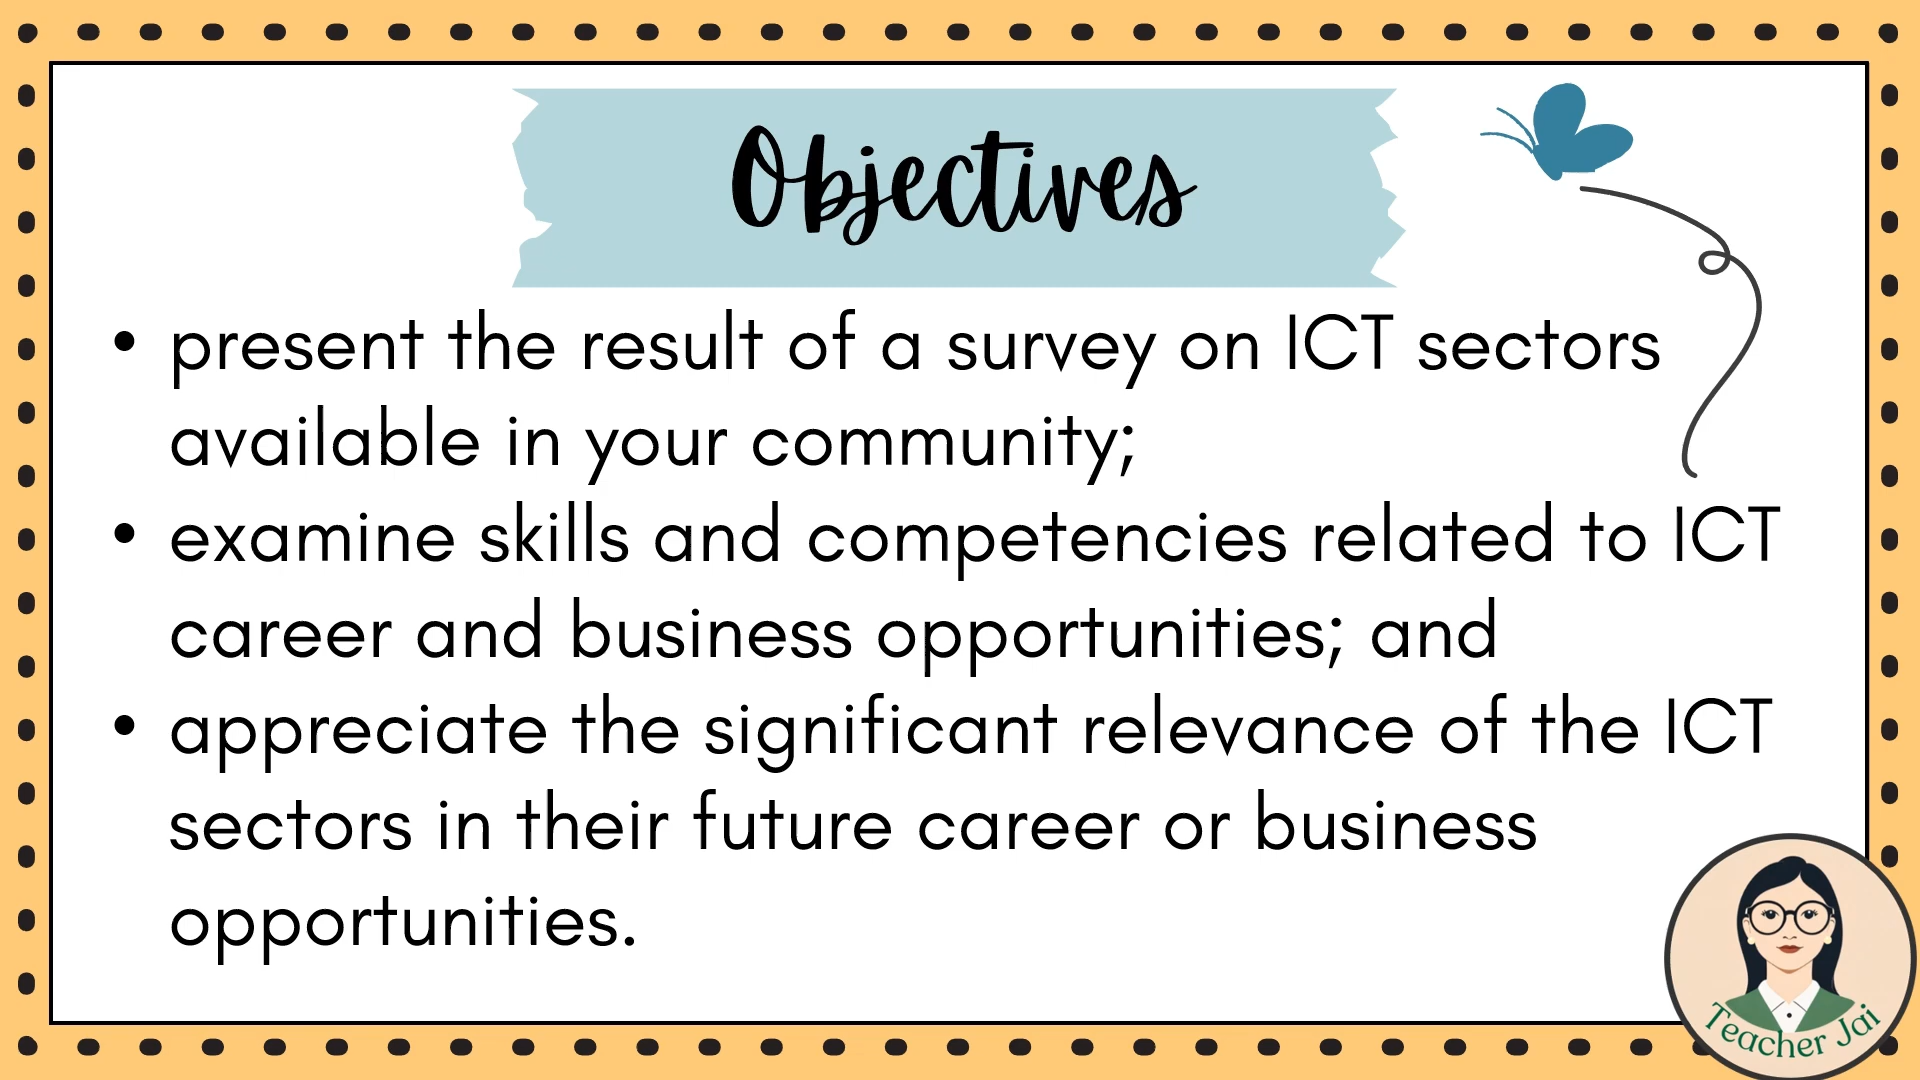 Objectives
• present the result of a survey on ICT sectors
available in your community;
• examine skills and competencies related to ICT
career and business opportunities; and
• appreciate the significant relevance of the ICT
sectors in their future career or business
opportunities.
Teacher Jai